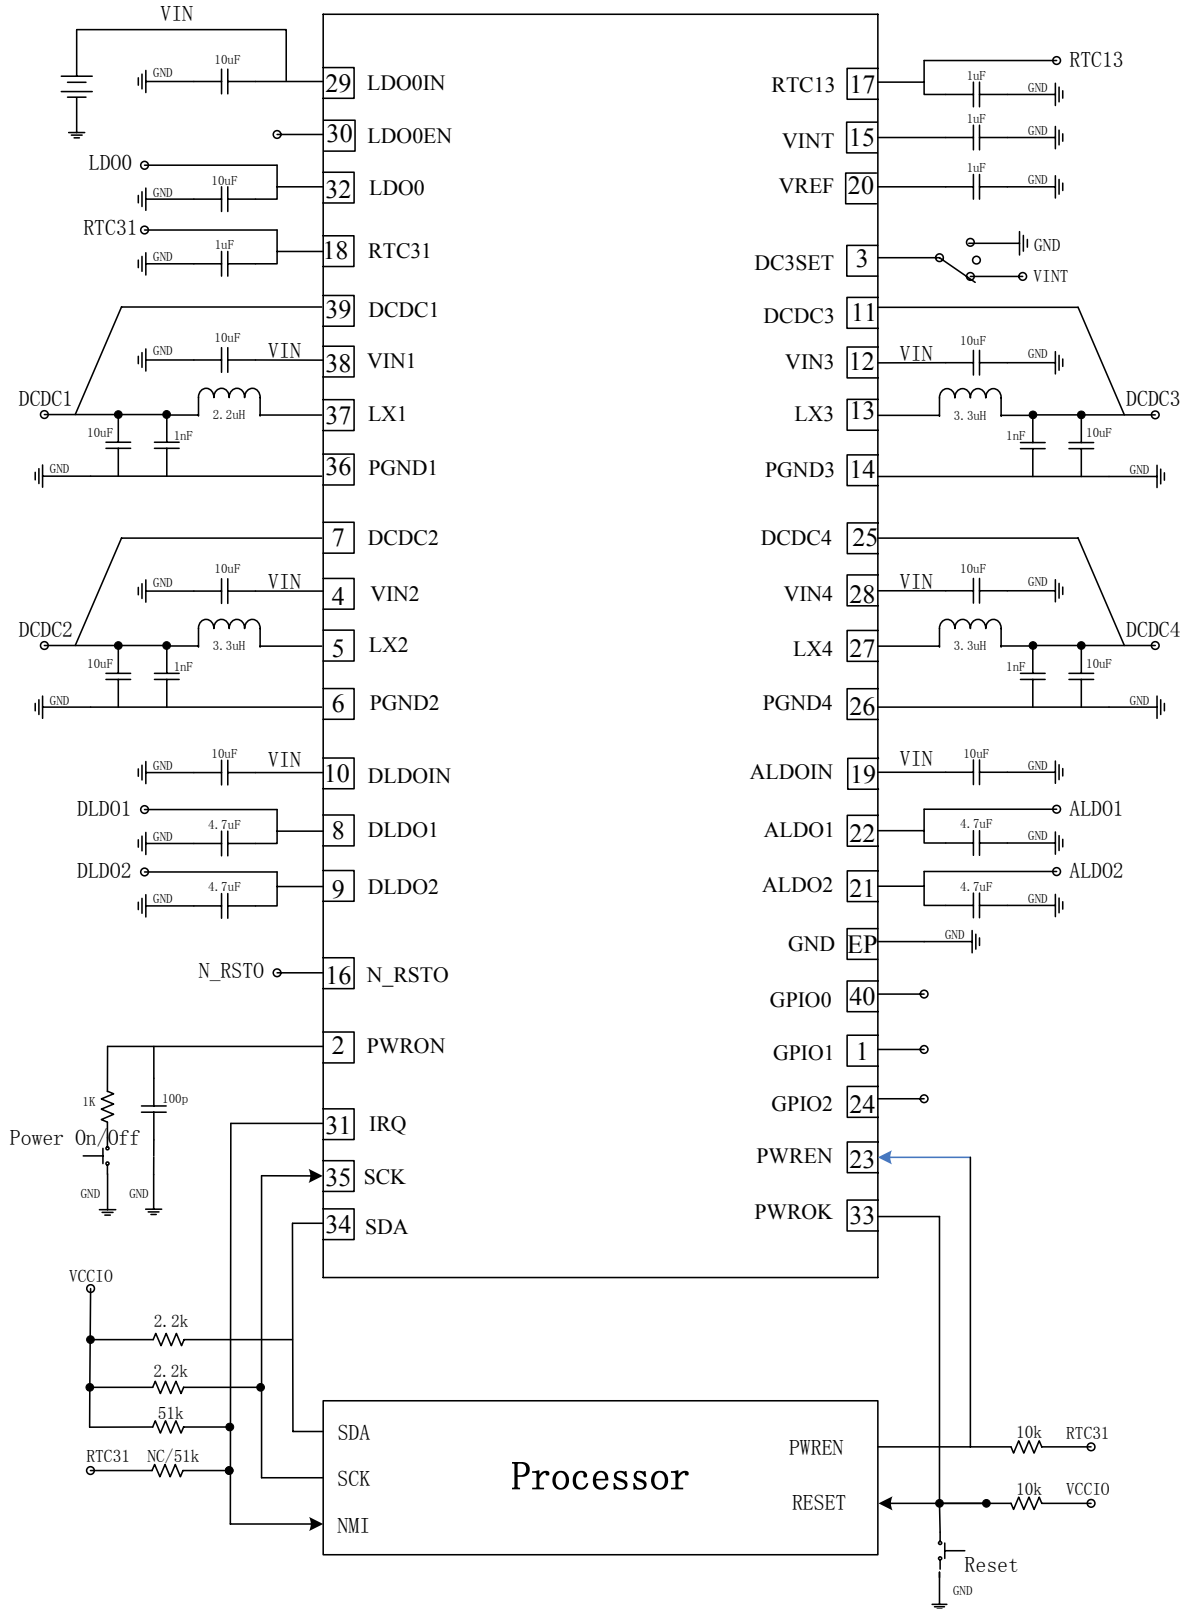 VIN
GND 10uF 29 LDO0IN
30 LDO0EN
LDO0
GND 10uF 32 LDO0
RTC31
GND 1uF 18 RTC31
39 DCDC1
GND 10uF VIN 38 VIN1
DCDC1 2.2uH 37 LX1
10uF 1nF
GND 36 PGND1
7 DCDC2
GND 10uF VIN 4 VIN2
DCDC2 3.3uH 5 LX2
10uF 1nF
GND 6 PGND2
GND 10uF VIN 10 DLDOIN
DLDO1
GND 4.7uF 8 DLDO1
DLDO2
GND 4.7uF 9 DLDO2
N_RSTO 16 N_RSTO
2 PWRON
1K 100p
Power On/Off
GND GND
31 IRQ
35 SCK
34 SDA
RTC13 17 RTC13
1uF GND
VINT 15 1uF GND
VREF 20 1uF GND
DC3SET 3 GND
VINT
DCDC3 11
VIN3 12 VIN 10uF GND
LX3 13 3.3uH DCDC3
1nF 10uF
PGND3 14 GND
DCDC4 25
VIN4 28 VIN 10uF GND
LX4 27 3.3uH DCDC4
1nF 10uF
PGND4 26 GND
ALDOIN 19 VIN 10uF GND
ALDO1 22 ALDO1
4.7uF GND
ALDO2 21 ALDO2
4.7uF GND
GND EP GND
GPIO0 40
GPIO1 1
GPIO2 24
PWREN 23
PWROK 33
VCCIO
2.2k
2.2k
51k
RTC31 NC/51k
SDA
SCK
NMI
Processor
PWREN
RESET
10k RTC31
10k VCCIO
Reset
GND